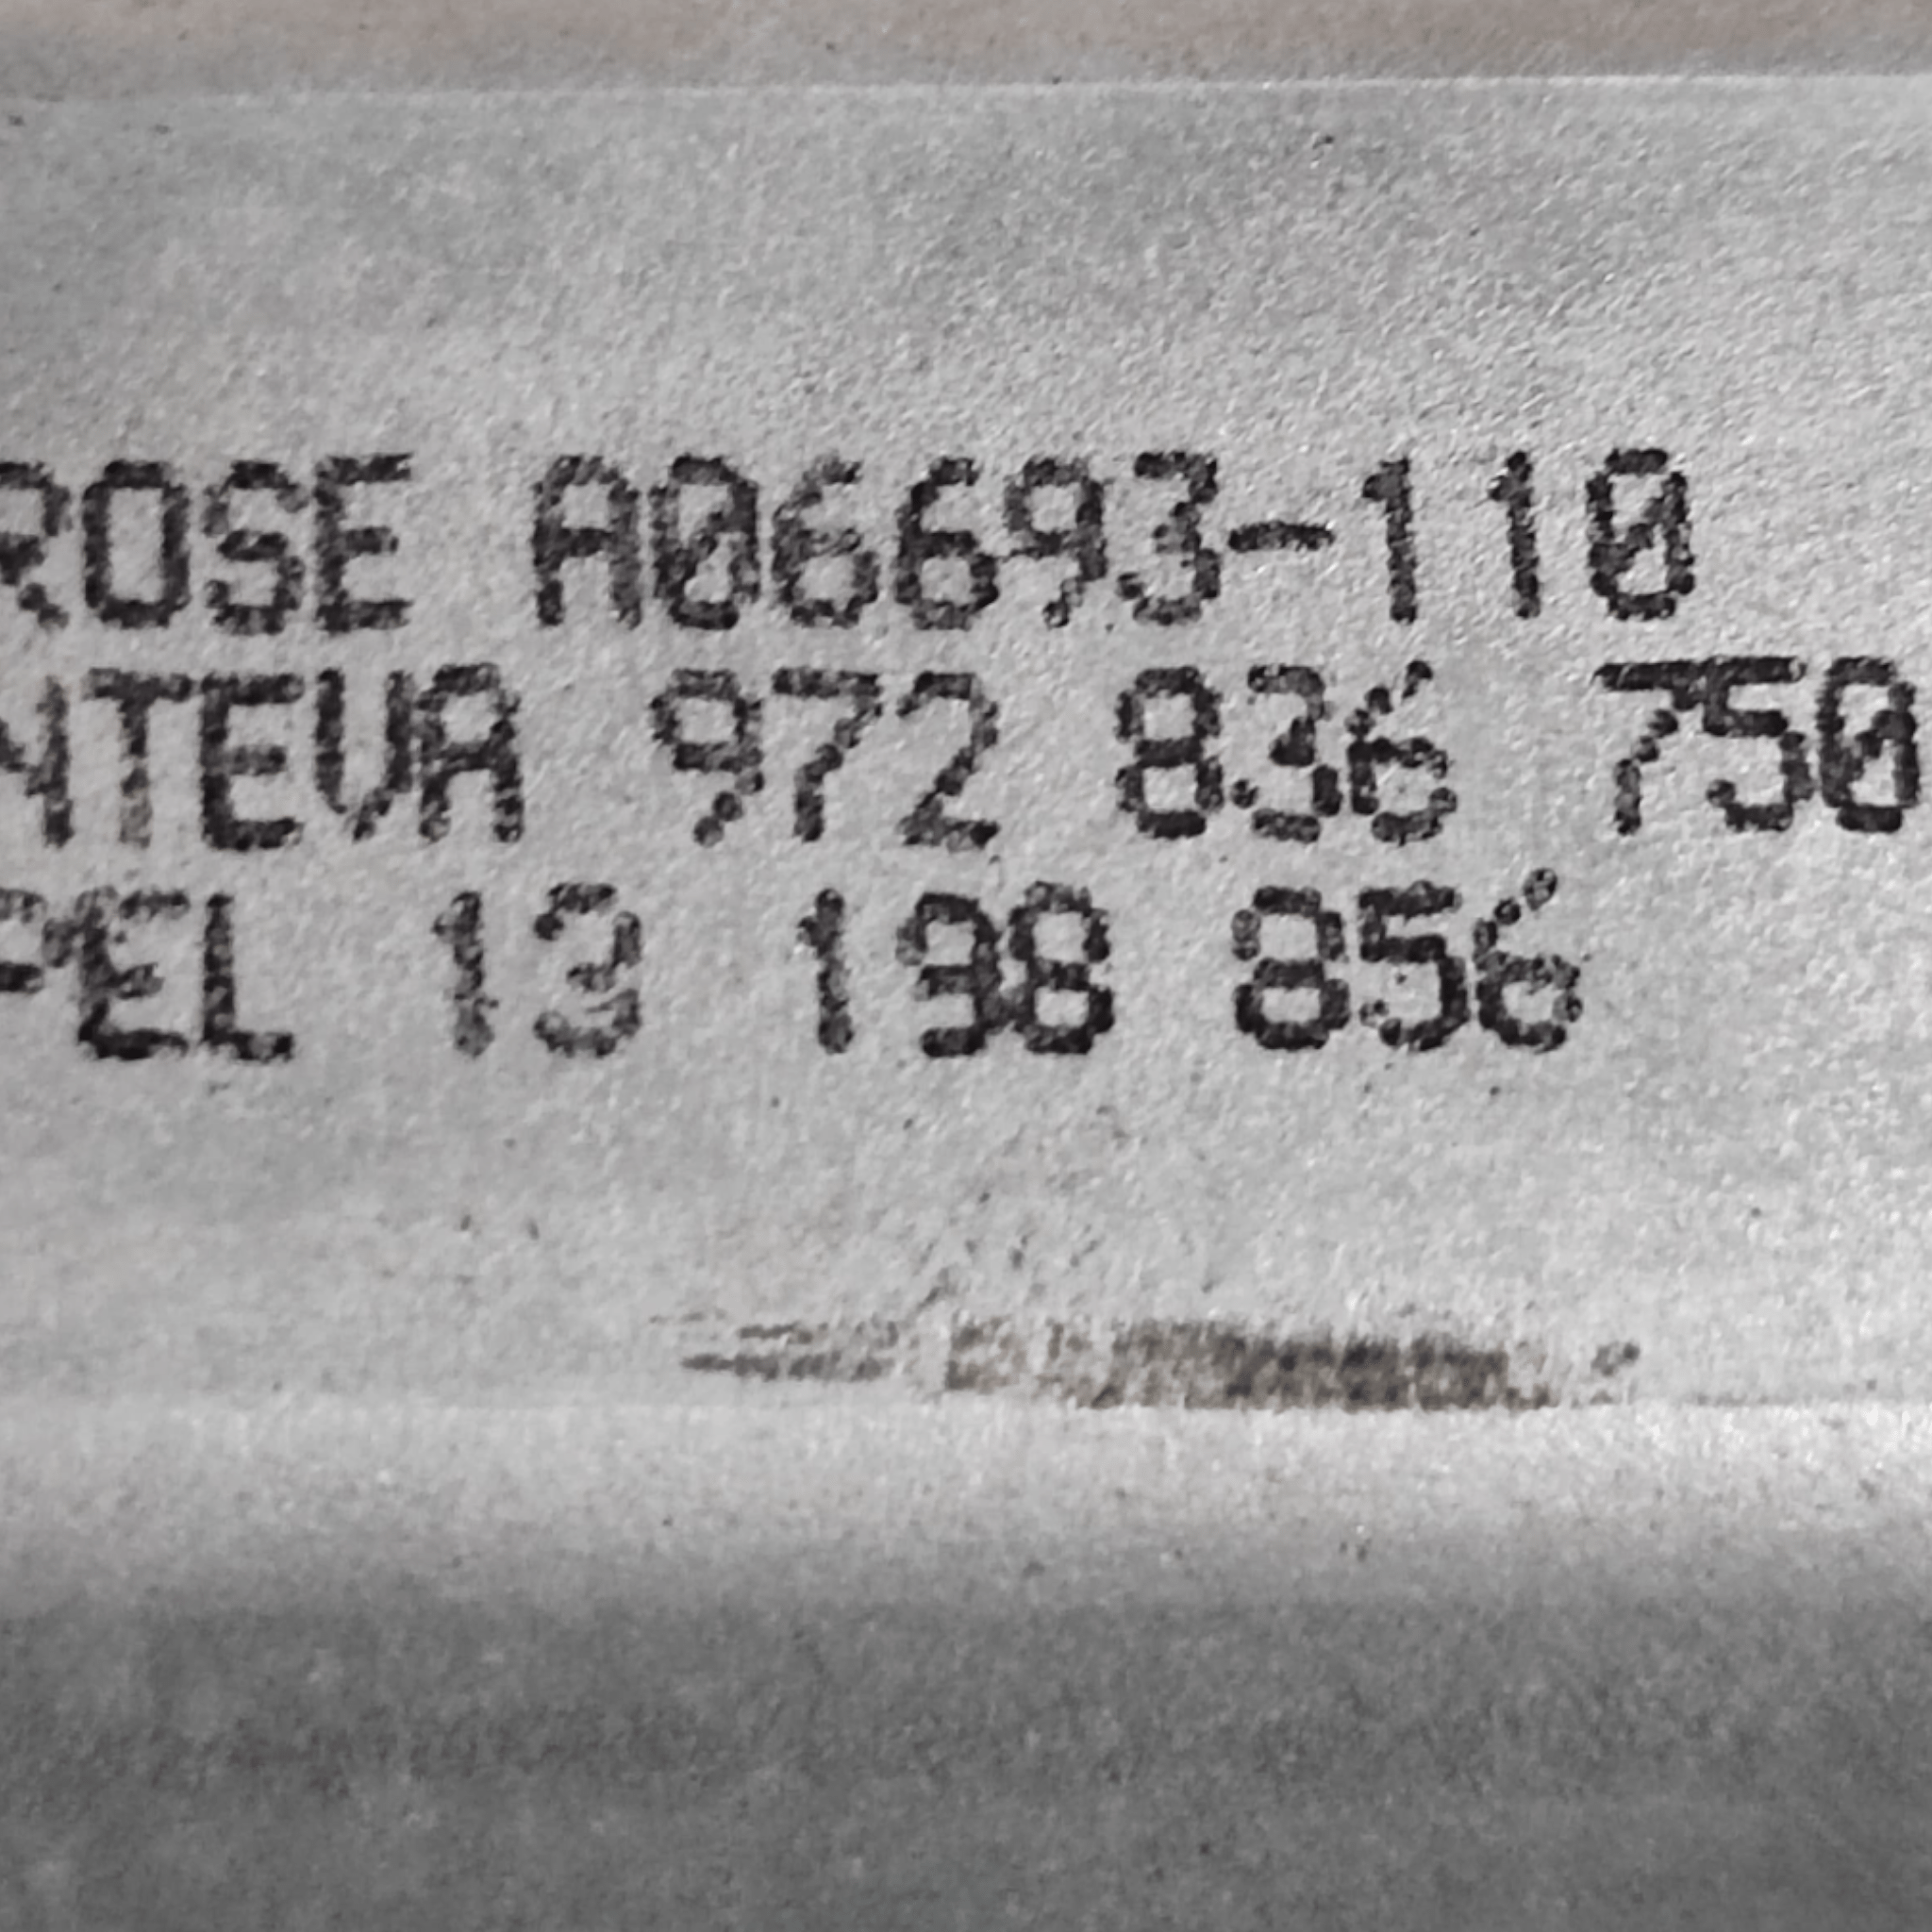 ROSE A06693-110
NTEVA 972 836 750
PEL 13 198 856